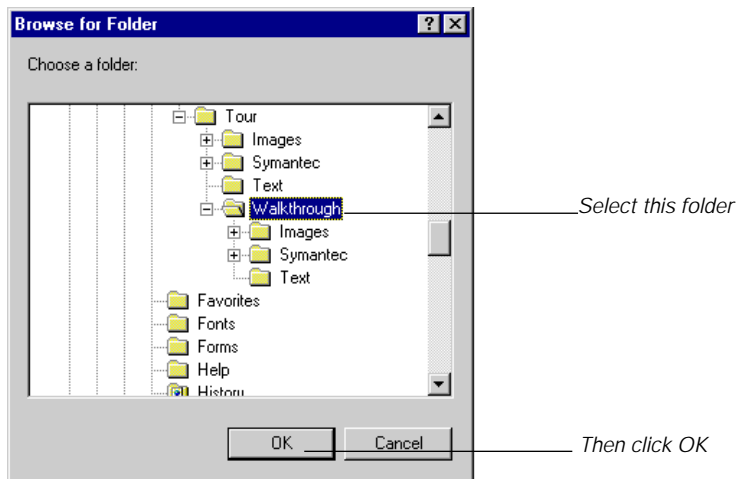 Browse for Folder
Choose a folder:
Tour
Images
Symantec
Text
Walkthrough
Select this folder
Images
Symantec
Text
Favorites
Fonts
Forms
Help
History
OK
Cancel
Then click OK